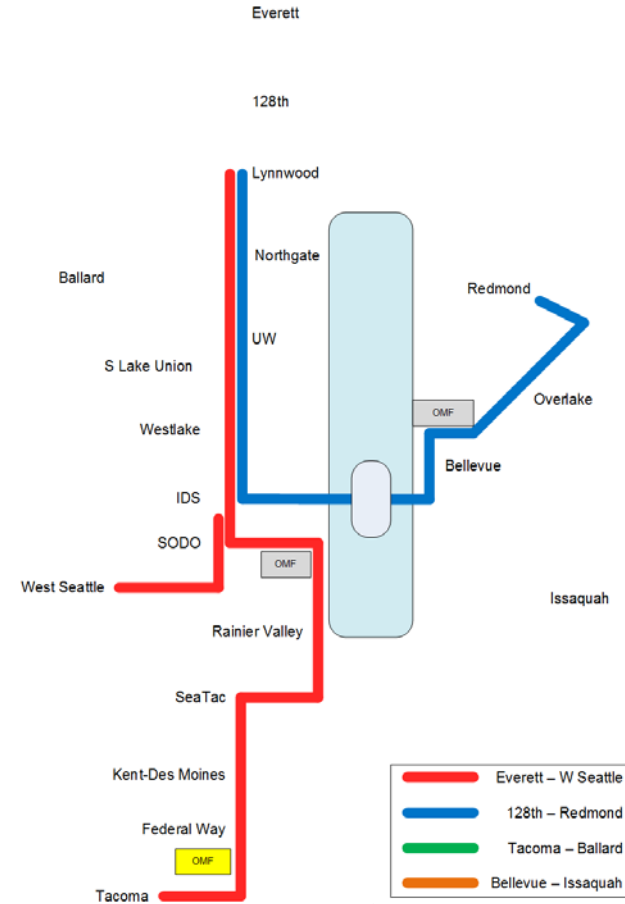 Everett
128th
Lynnwood
Northgate
Ballard
Redmond
UW
S Lake Union
Overlake
OMF
Westlake
Bellevue
IDS
SODO
OMF
West Seattle
Issaquah
Rainier Valley
SeaTac
Kent-Des Moines
Everett – W Seattle
128th – Redmond
Federal Way
Tacoma – Ballard
OMF
Bellevue – Issaquah
Tacoma